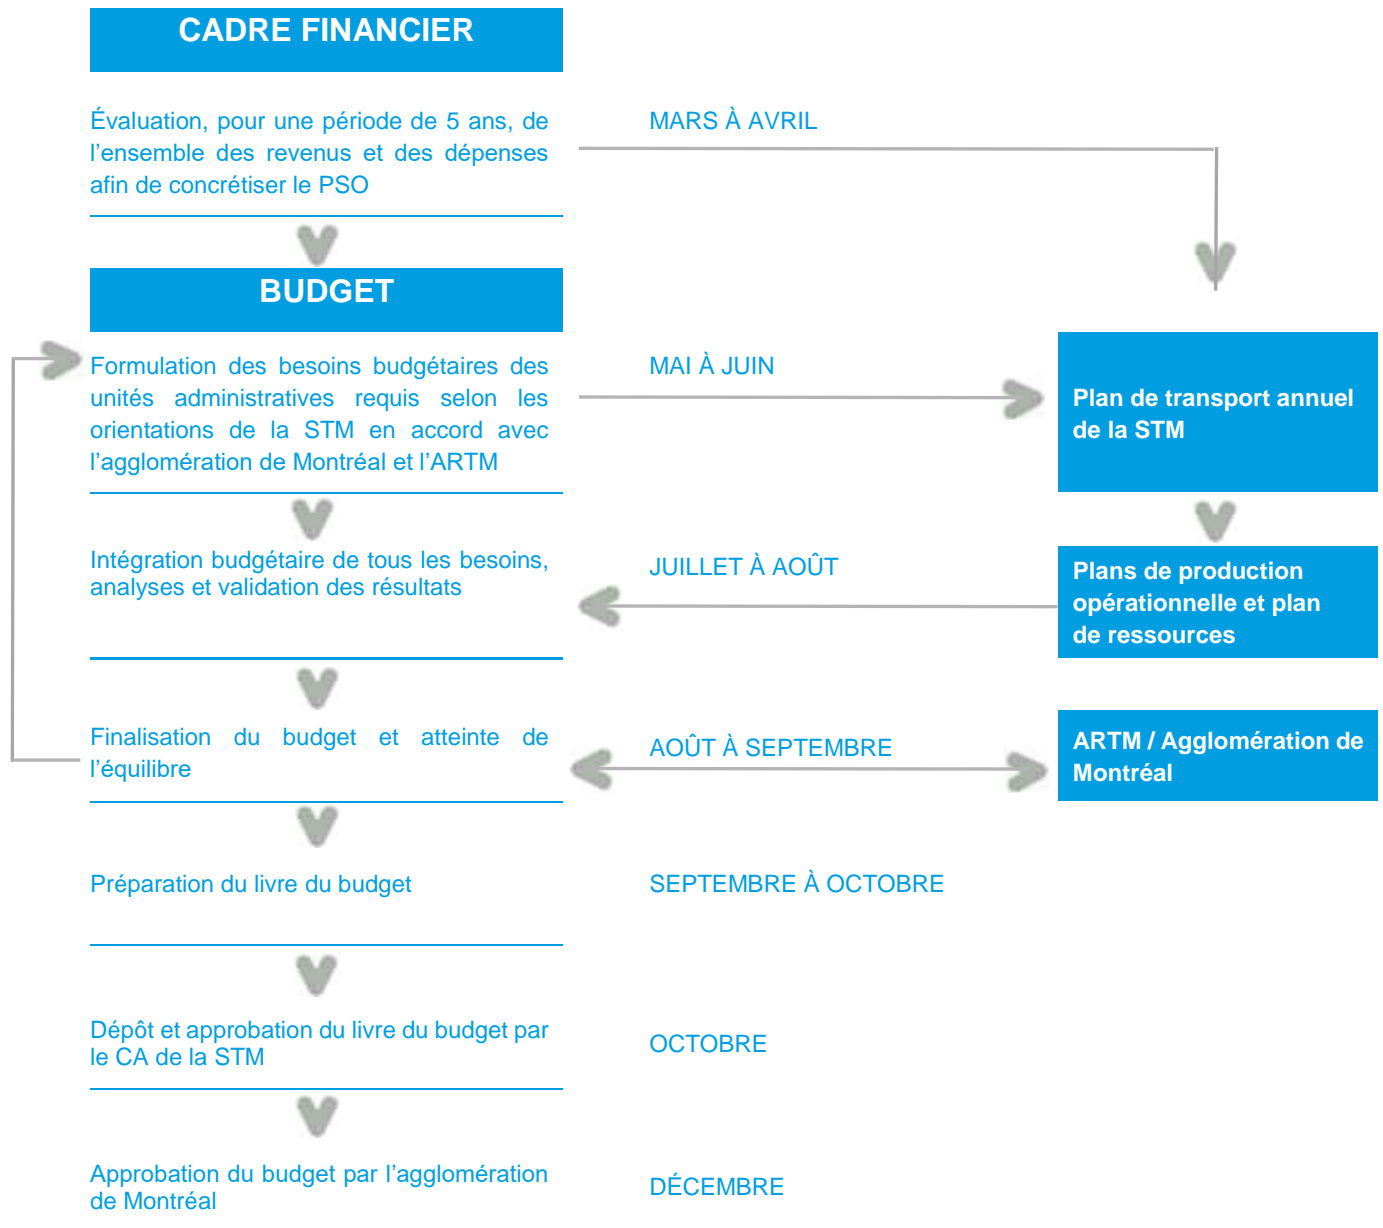 CADRE FINANCIER
Évaluation, pour une période de 5 ans, de
l’ensemble des revenus et des dépenses
afin de concrétiser le PSO
MARS À AVRIL
BUDGET
Formulation des besoins budgétaires des
unités administratives requis selon les
orientations de la STM en accord avec
l’agglomération de Montréal et l’ARTM
MAI À JUIN
Plan de transport annuel
de la STM
Intégration budgétaire de tous les besoins,
analyses et validation des résultats
JUILLET À AOÛT
Plans de production
opérationnelle et plan
de ressources
Finalisation du budget et atteinte de
l’équilibre
AOÛT À SEPTEMBRE
ARTM / Agglomération de
Montréal
Préparation du livre du budget
SEPTEMBRE À OCTOBRE
Dépôt et approbation du livre du budget par
le CA de la STM
OCTOBRE
Approbation du budget par l’agglomération
de Montréal
DÉCEMBRE